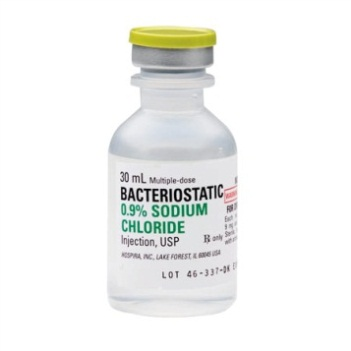 30 mL Multiple-dose
BACTERIOSTATIC
0.9% SODIUM
CHLORIDE
Injection, USP
℞ only
HOSPIRA, INC., LAKE FOREST, IL 60045 USA
LOT 46-337-DK